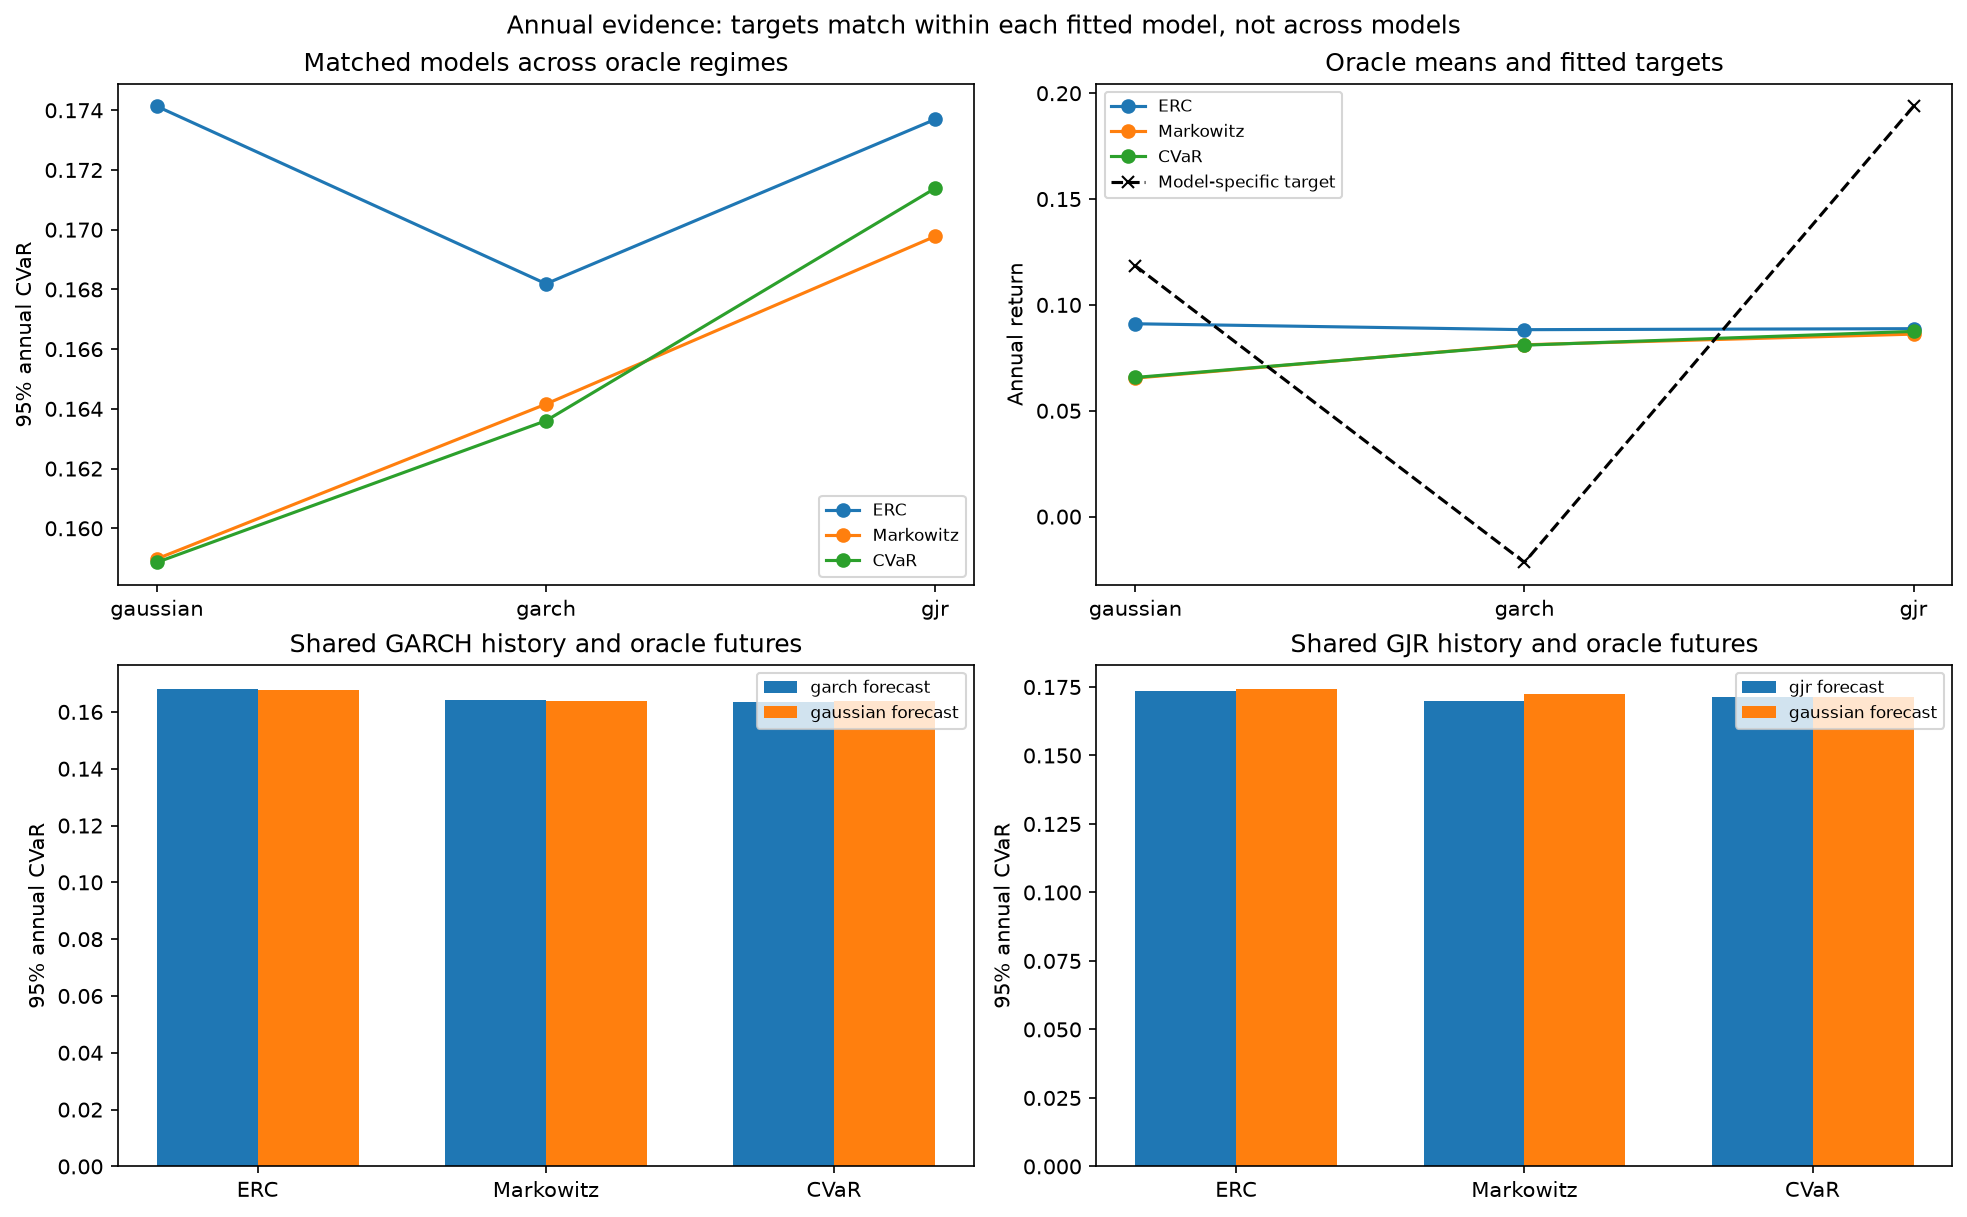 Annual evidence: targets match within each fitted model, not across models
Matched models across oracle regimes
95% annual CVaR
0.174
0.172
0.170
0.168
0.166
0.164
0.162
0.160
gaussian
garch
gjr
ERC
Markowitz
CVaR
Oracle means and fitted targets
Annual return
0.20
0.15
0.10
0.05
0.00
gaussian
garch
gjr
ERC
Markowitz
CVaR
Model-specific target
Shared GARCH history and oracle futures
95% annual CVaR
0.16
0.14
0.12
0.10
0.08
0.06
0.04
0.02
0.00
ERC
Markowitz
CVaR
garch forecast
gaussian forecast
Shared GJR history and oracle futures
95% annual CVaR
0.175
0.150
0.125
0.100
0.075
0.050
0.025
0.000
ERC
Markowitz
CVaR
gjr forecast
gaussian forecast